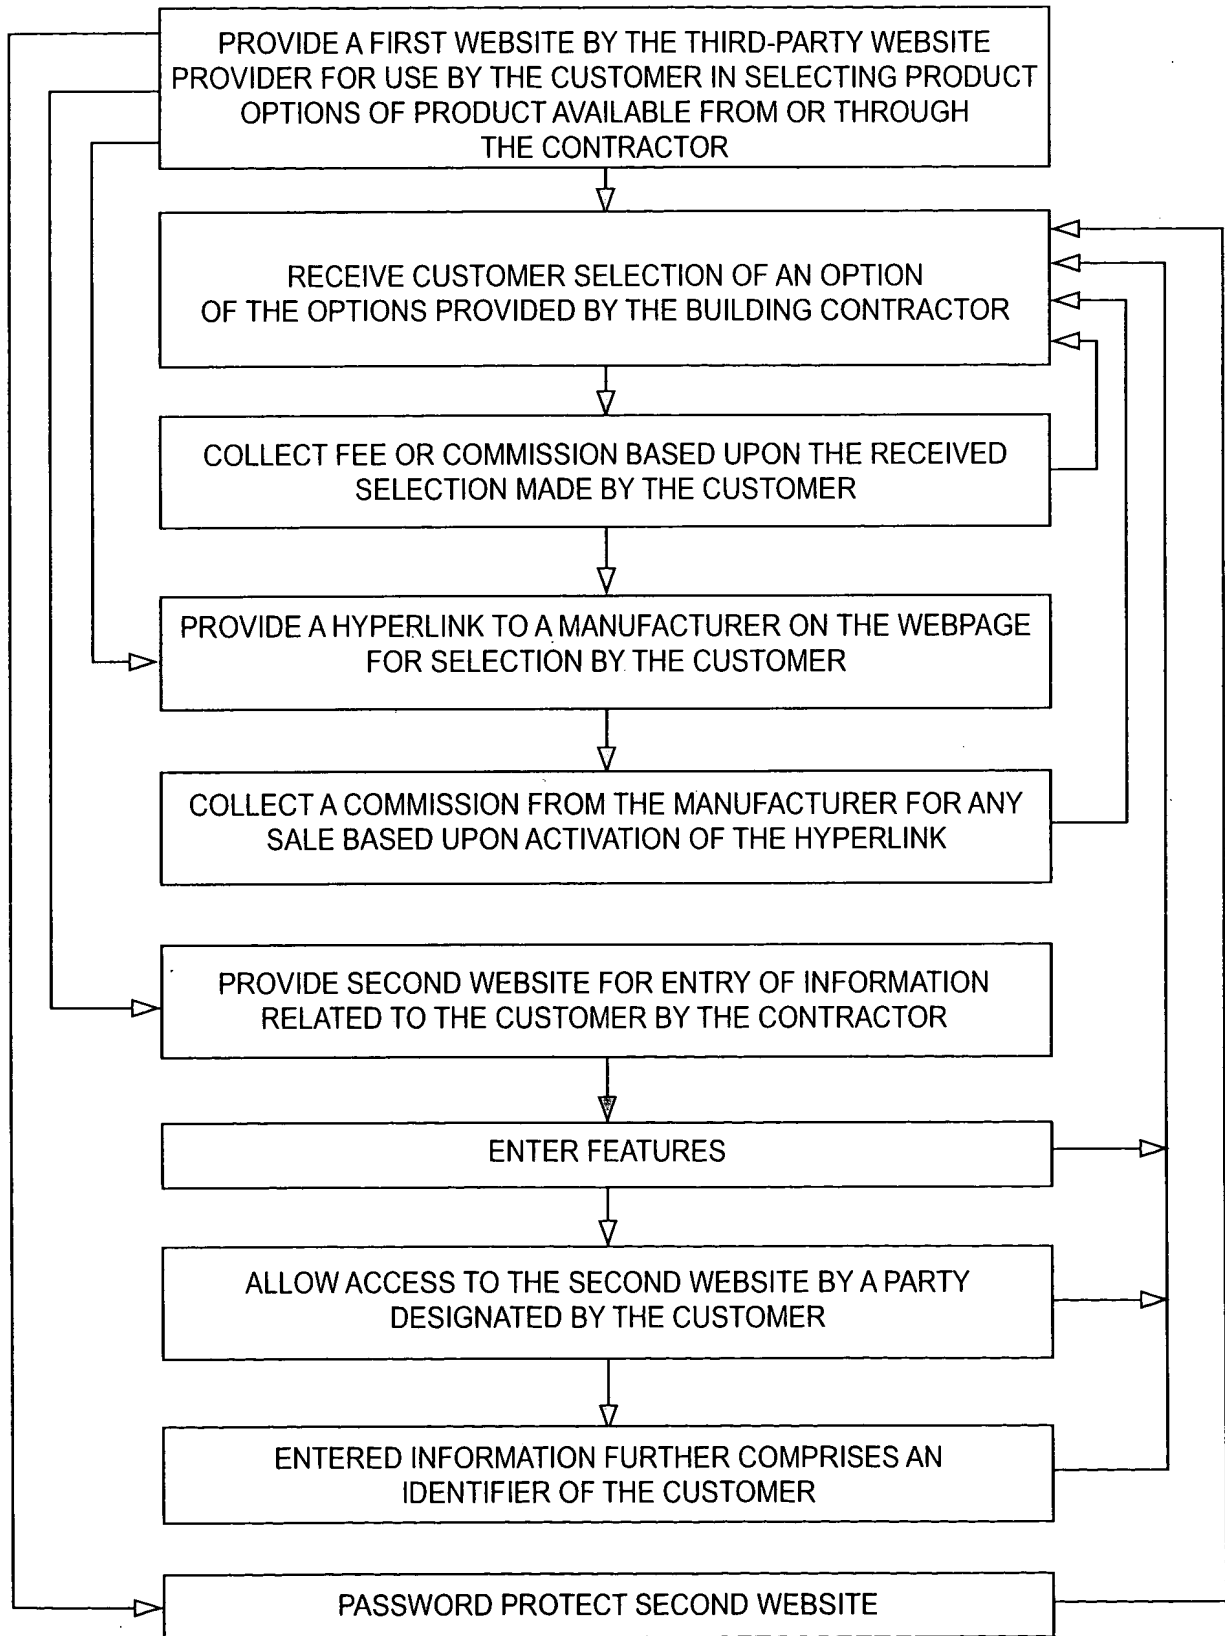 PROVIDE A FIRST WEBSITE BY THE THIRD-PARTY WEBSITE
PROVIDER FOR USE BY THE CUSTOMER IN SELECTING PRODUCT
OPTIONS OF PRODUCT AVAILABLE FROM OR THROUGH
THE CONTRACTOR
RECEIVE CUSTOMER SELECTION OF AN OPTION
OF THE OPTIONS PROVIDED BY THE BUILDING CONTRACTOR
COLLECT FEE OR COMMISSION BASED UPON THE RECEIVED
SELECTION MADE BY THE CUSTOMER
PROVIDE A HYPERLINK TO A MANUFACTURER ON THE WEBPAGE
FOR SELECTION BY THE CUSTOMER
COLLECT A COMMISSION FROM THE MANUFACTURER FOR ANY
SALE BASED UPON ACTIVATION OF THE HYPERLINK
PROVIDE SECOND WEBSITE FOR ENTRY OF INFORMATION
RELATED TO THE CUSTOMER BY THE CONTRACTOR
ENTER FEATURES
ALLOW ACCESS TO THE SECOND WEBSITE BY A PARTY
DESIGNATED BY THE CUSTOMER
ENTERED INFORMATION FURTHER COMPRISES AN
IDENTIFIER OF THE CUSTOMER
PASSWORD PROTECT SECOND WEBSITE